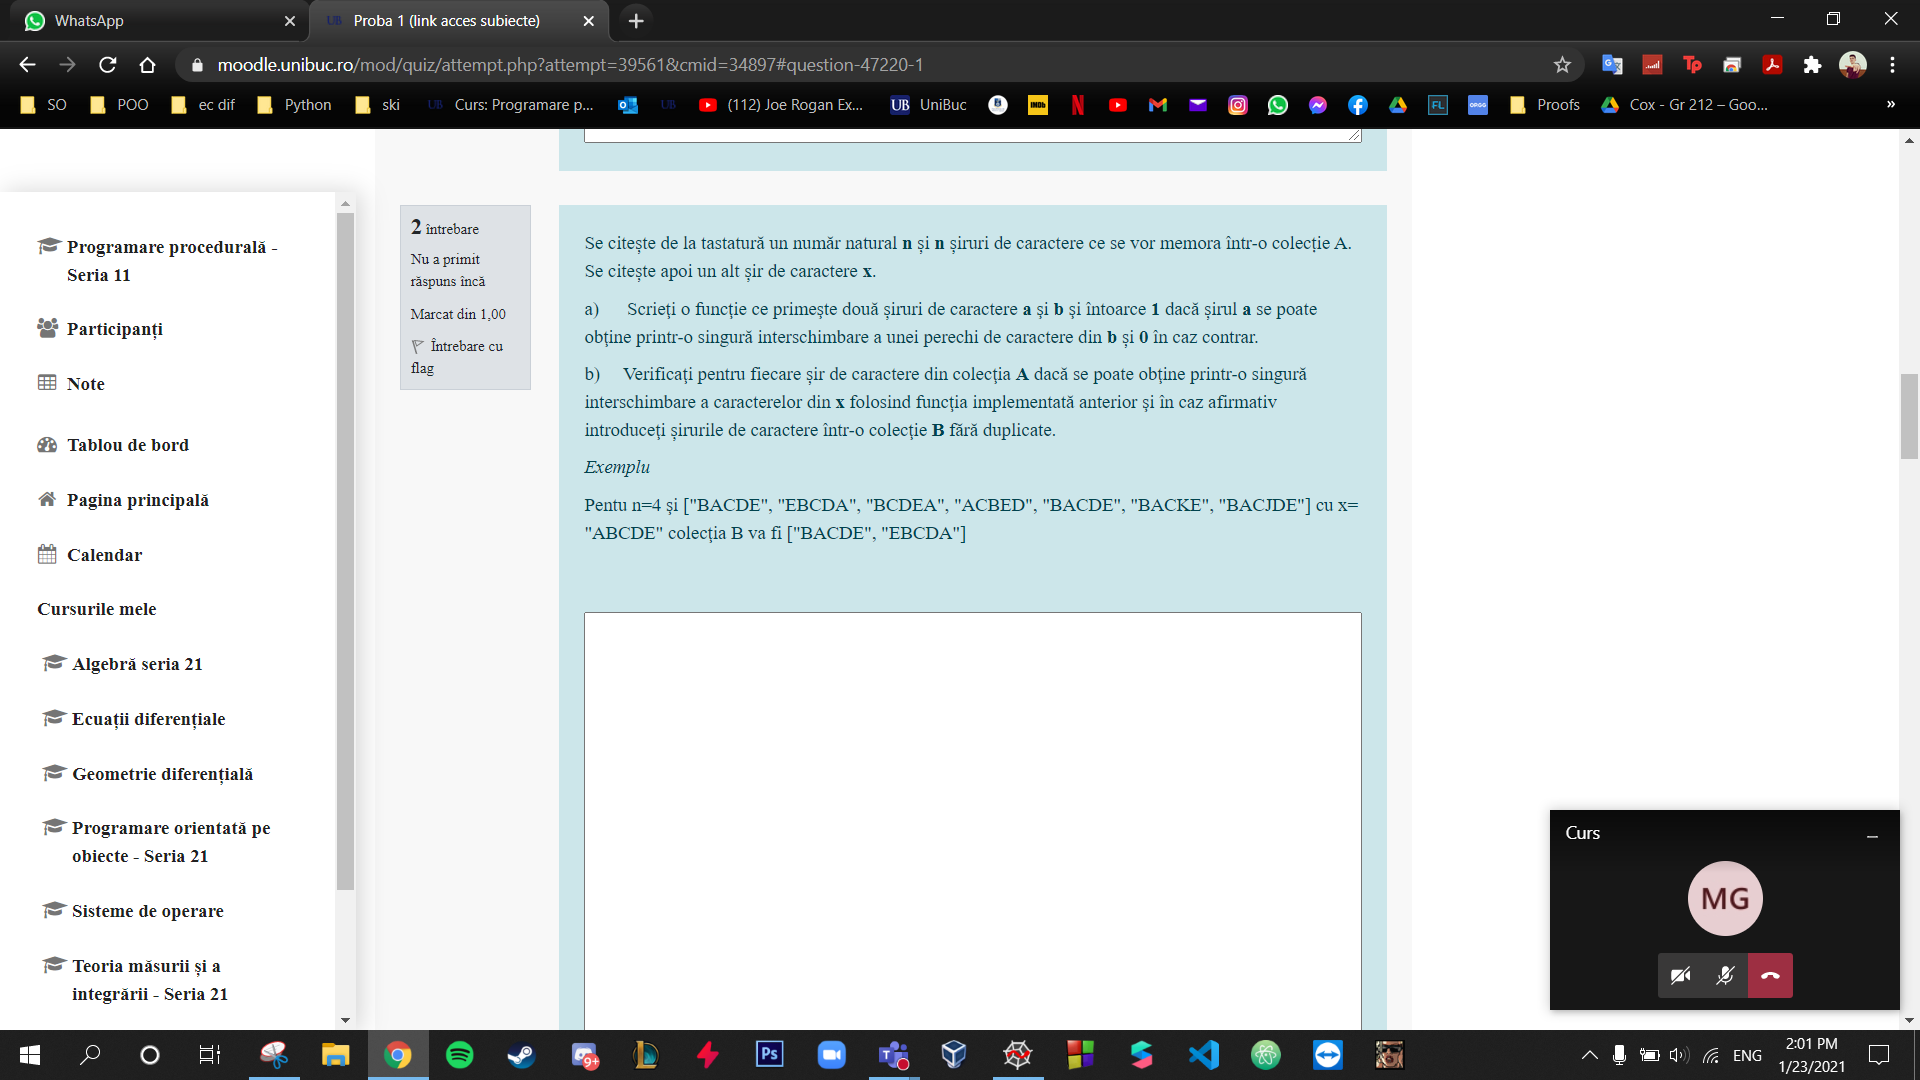 WhatsApp
UB Proba 1 (link acces subiecte)
moodle.unibuc.ro/mod/quiz/attempt.php?attempt=39561&cmid=34897#question-47220-1
SO POO ec dif Python ski UB Curs: Programare p... UB (112) Joe Rogan Ex... UB UniBuc IMDb FL OP.GG Proofs Cox - Gr 212 – Goo... »
Programare procedurală -
Seria 11
Participanți
Note
Tablou de bord
Pagina principală
Calendar
Cursurile mele
Algebră seria 21
Ecuații diferențiale
Geometrie diferențială
Programare orientată pe
obiecte - Seria 21
Sisteme de operare
Teoria măsurii și a
integrării - Seria 21
2 întrebare
Nu a primit
răspuns încă
Marcat din 1,00
Întrebare cu
flag
Se citește de la tastatură un număr natural n și n șiruri de caractere ce se vor memora într-o colecție A.
Se citește apoi un alt șir de caractere x.
a) Scrieți o funcție ce primește două șiruri de caractere a și b și întoarce 1 dacă șirul a se poate
obține printr-o singură interschimbare a unei perechi de caractere din b și 0 în caz contrar.
b) Verificați pentru fiecare șir de caractere din colecția A dacă se poate obține printr-o singură
interschimbare a caracterelor din x folosind funcția implementată anterior și în caz afirmativ
introduceți șirurile de caractere într-o colecție B fără duplicate.
Exemplu
Pentu n=4 și ["BACDE", "EBCDA", "BCDEA", "ACBED", "BACDE", "BACKE", "BACJDE"] cu x=
"ABCDE" colecția B va fi ["BACDE", "EBCDA"]
Curs
MG
9+
Ps
ENG
2:01 PM
1/23/2021